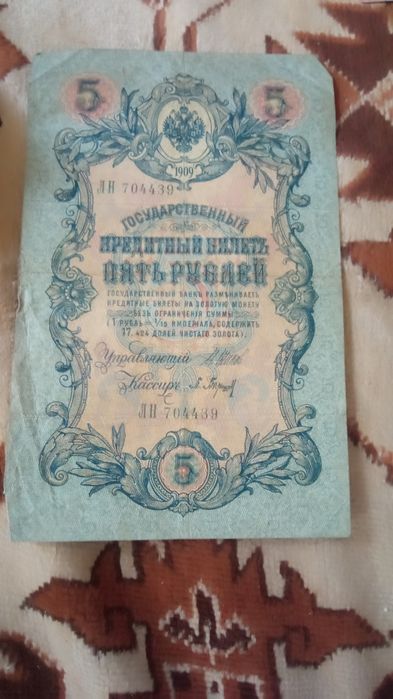 5 5
1909
ЛН 704439
ГОСУДАРСТВЕННЫЙ
КРЕДИТНЫЙ БИЛЕТЪ
ПЯТЬ РУБЛЕЙ
ГОСУДАРСТВЕННЫЙ БАНКЪ РАЗМѢНИВАЕТЪ
КРЕДИТНЫЕ БИЛЕТЫ НА ЗОЛОТУЮ МОНЕТУ
БЕЗЪ ОГРАНИЧЕНІЯ СУММЫ
(1 РУБЛЬ = 1/15 ИМПЕРІАЛА, СОДЕРЖИТЪ
17,424 ДОЛЕЙ ЧИСТАГО ЗОЛОТА).
Управляющій
Кассиръ
ЛН 704439
5